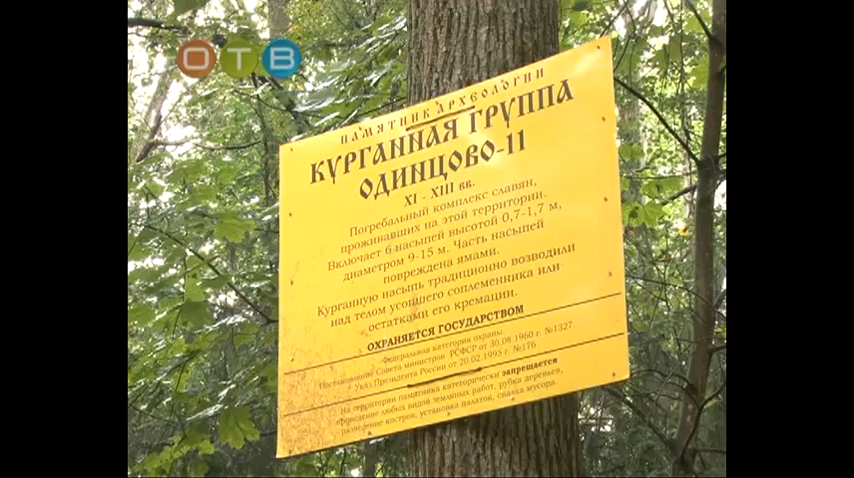 ОТВ
ПАМЯТНИК АРХЕОЛОГИИ
КУРГАННАЯ ГРУППА
ОДИНЦОВО-11
XI - XIII вв.
Погребальный комплекс славян,
проживавших на этой территории.
Включает 6 насыпей высотой 0,7-1,7 м,
диаметром 9-15 м. Часть насыпей
повреждена ямами.
Курганную насыпь традиционно возводили
над телом усопшего соплеменника или
остатками его кремации.
ОХРАНЯЕТСЯ ГОСУДАРСТВОМ
Федеральная категория охраны.
Постановление Совета министров РСФСР от 30.08.1960 г. №1327.
Указ Президента России от 20.02.1995 г. №176
На территории памятника категорически запрещается
проведение любых видов земляных работ, рубка деревьев,
разведение костров, установка палаток, свалка мусора.